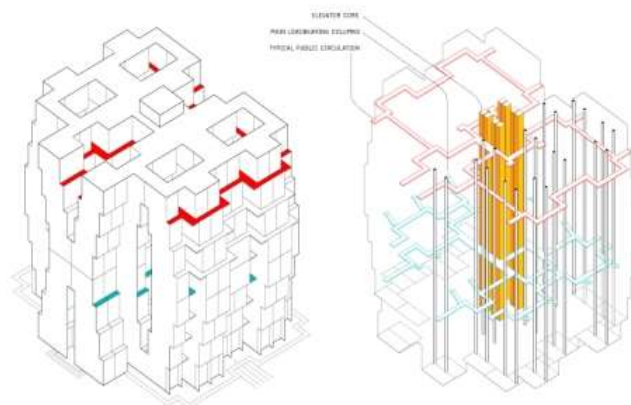 ELEVATOR CORE
MAIN LOADBEARING COLUMNS
TYPICAL PUBLIC CIRCULATION